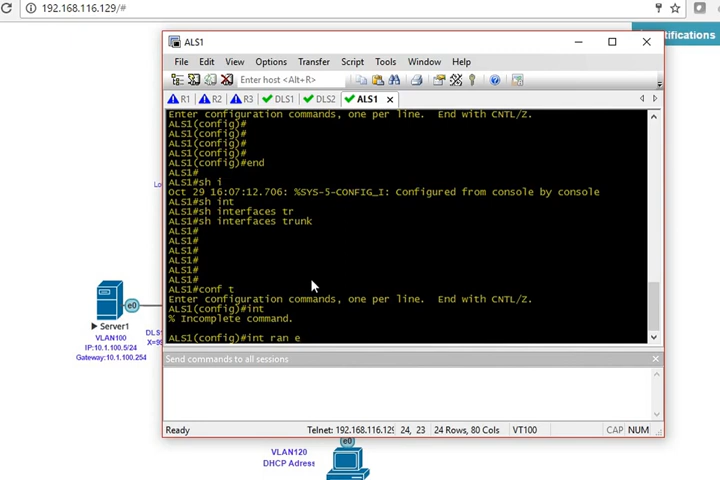 192.168.116.129/#
ifications
ALS1
File Edit View Options Transfer Script Tools Window Help
Enter host <Alt+R>
R1 R2 R3 DLS1 DLS2 ALS1
Enter configuration commands, one per line. End with CNTL/Z.
ALS1(config)#
ALS1(config)#
ALS1(config)#
ALS1(config)#
ALS1(config)#end
ALS1#
ALS1#sh i
Oct 29 16:07:12.706: %SYS-5-CONFIG_I: Configured from console by console
ALS1#sh int
ALS1#sh interfaces tr
ALS1#sh interfaces trunk
ALS1#
ALS1#
ALS1#
ALS1#
ALS1#
ALS1#
ALS1#conf t
Enter configuration commands, one per line. End with CNTL/Z.
ALS1(config)#int
% Incomplete command.
ALS1(config)#int ran e
Send commands to all sessions
Ready Telnet: 192.168.116.129 24, 23 24 Rows, 80 Cols VT100 CAP NUM
Lo
e0
Server1
VLAN100
IP:10.1.100.5/24
Gateway:10.1.100.254
DLS
X=99
e0
VLAN120
DHCP Adress